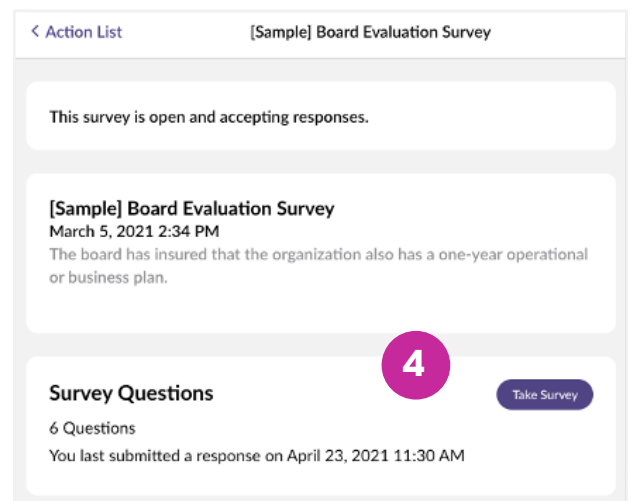 < Action List [Sample] Board Evaluation Survey
This survey is open and accepting responses.
[Sample] Board Evaluation Survey
March 5, 2021 2:34 PM
The board has insured that the organization also has a one-year operational
or business plan.
4
Survey Questions
Take Survey
6 Questions
You last submitted a response on April 23, 2021 11:30 AM